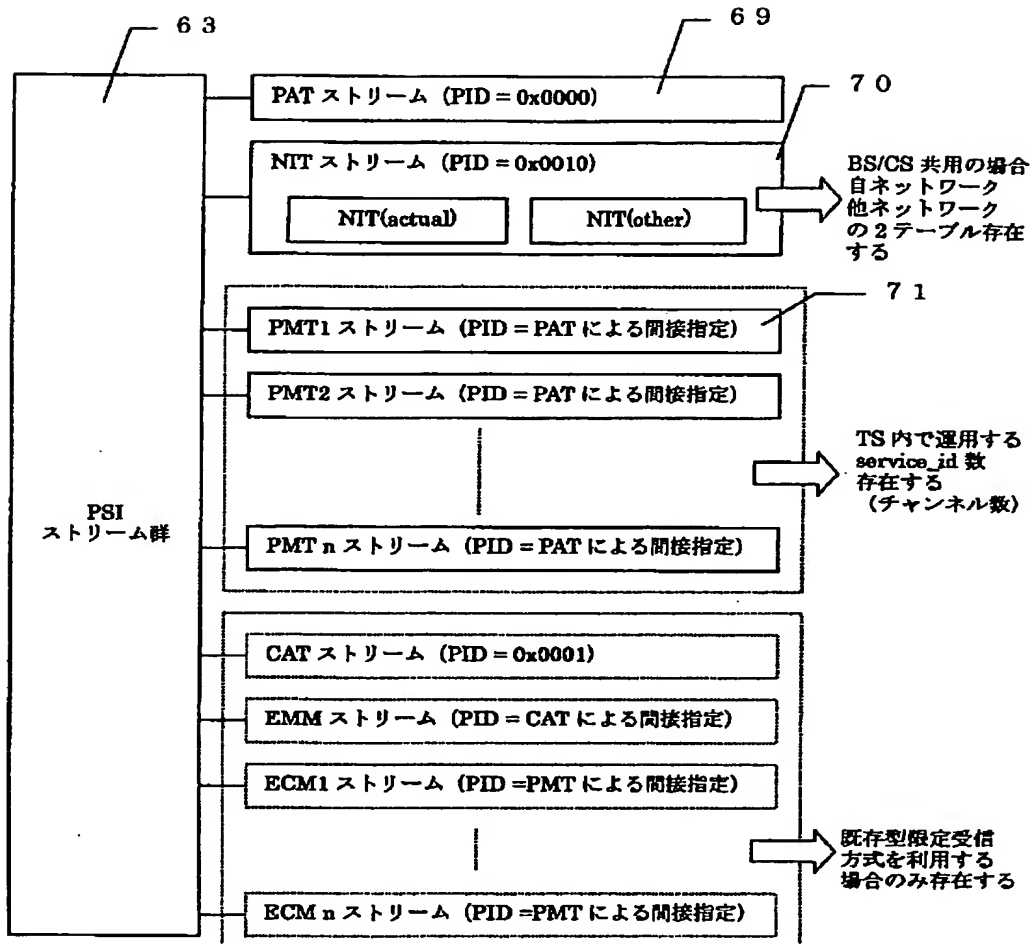 ６３
６９
PAT ストリーム (PID = 0x0000)
７０
NIT ストリーム (PID = 0x0010)
NIT(actual)
NIT(other)
BS/CS 共用の場合
自ネットワーク
他ネットワーク
の 2 テーブル存在
する
７１
PMT1 ストリーム (PID = PAT による間接指定)
PMT2 ストリーム (PID = PAT による間接指定)
TS 内で運用する
service_id 数
存在する
(チャンネル数)
PSI
ストリーム群
PMT n ストリーム (PID = PAT による間接指定)
CAT ストリーム (PID = 0x0001)
EMM ストリーム (PID = CAT による間接指定)
ECM1 ストリーム (PID =PMT による間接指定)
既存型限定受信
方式を利用する
場合のみ存在する
ECM n ストリーム (PID =PMT による間接指定)